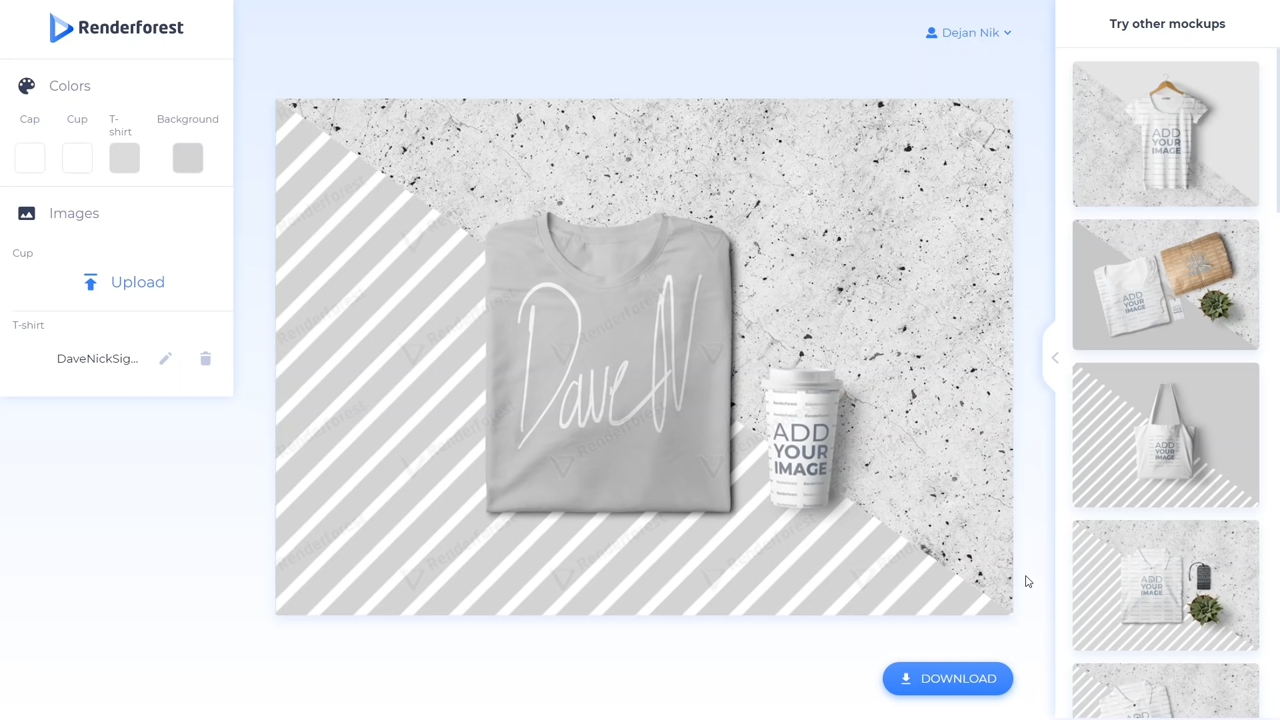 Renderforest
Colors
Cap
Cup
T-
shirt
Background
Images
Cup
Upload
T-shirt
DaveNickSig...
Dejan Nik
DaveN
ADD
YOUR
IMAGE
DOWNLOAD
Try other mockups
ADD
YOUR
IMAGE
ADD
YOUR
IMAGE
ADD
YOUR
IMAGE
ADD
YOUR
IMAGE